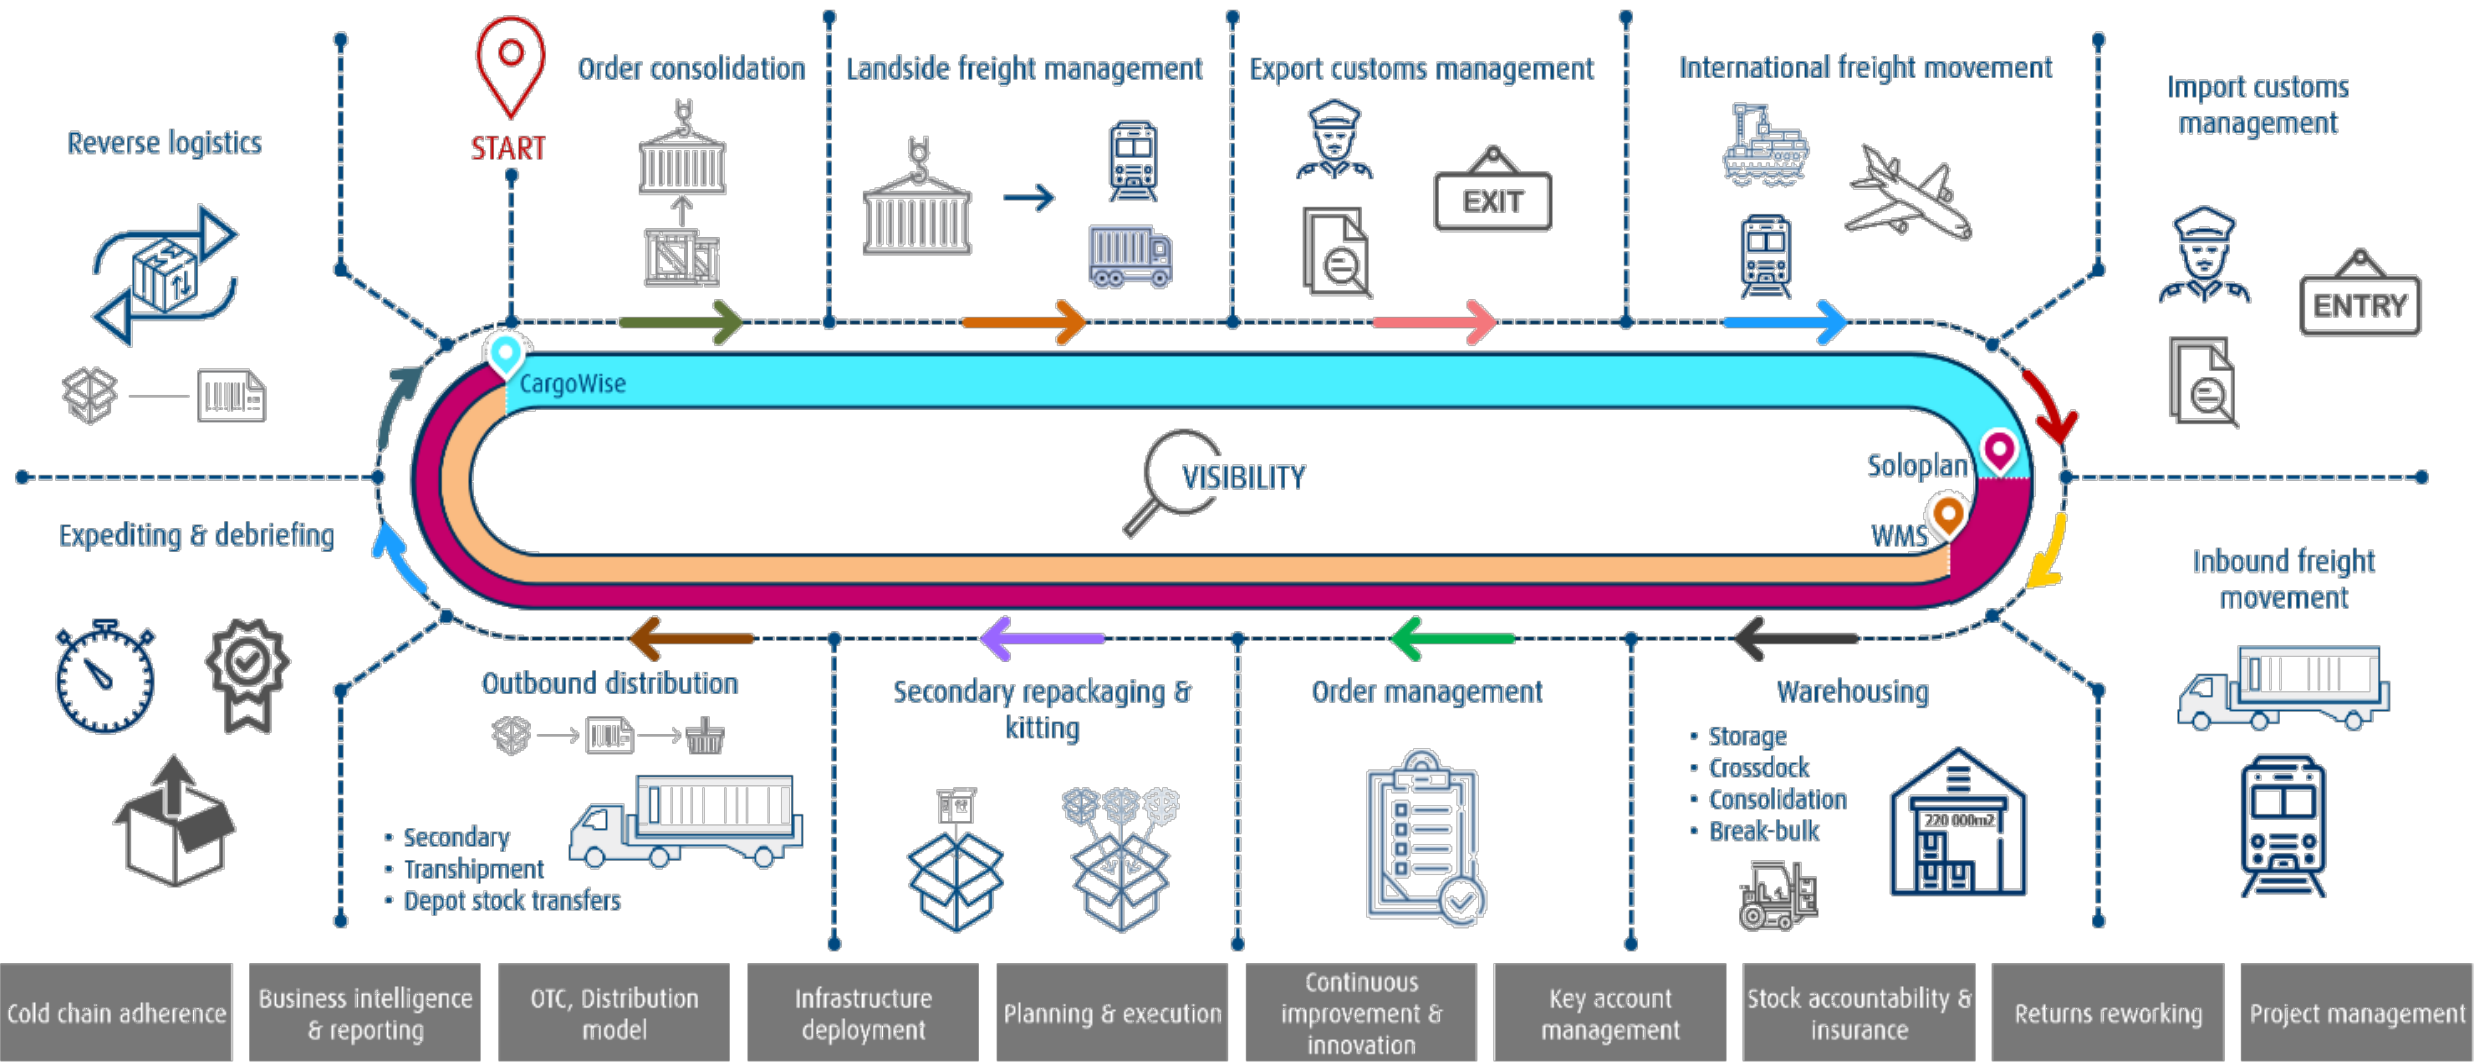 START
Order consolidation
Landside freight management
Export customs management
EXIT
International freight movement
Import customs
management
ENTRY
Reverse logistics
CargoWise
VISIBILITY
Soloplan
WMS
Inbound freight
movement
Warehousing
• Storage
• Crossdock
• Consolidation
• Break-bulk
220 000m2
Order management
Secondary repackaging &
kitting
Outbound distribution
• Secondary
• Transhipment
• Depot stock transfers
Expediting & debriefing
Cold chain adherence
Business intelligence
& reporting
OTC, Distribution
model
Infrastructure
deployment
Planning & execution
Continuous
improvement &
innovation
Key account
management
Stock accountability &
insurance
Returns reworking
Project management